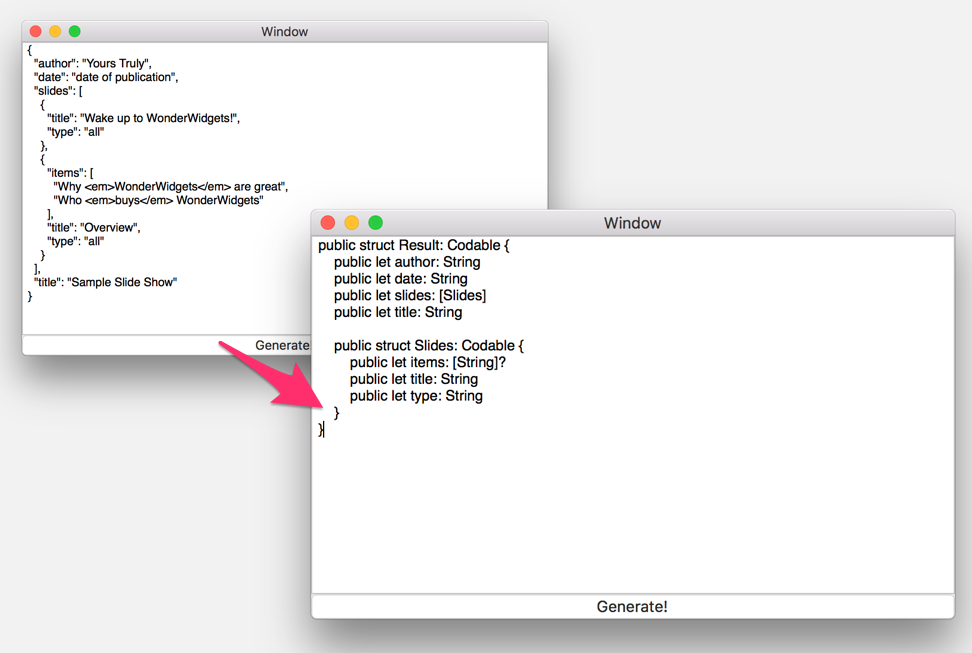 Window
{
"author": "Yours Truly",
"date": "date of publication",
"slides": [
{
"title": "Wake up to WonderWidgets!",
"type": "all"
},
{
"items": [
"Why <em>WonderWidgets</em> are great",
"Who <em>buys</em> WonderWidgets"
],
"title": "Overview",
"type": "all"
}
],
"title": "Sample Slide Show"
}
Generate
Window
public struct Result: Codable {
public let author: String
public let date: String
public let slides: [Slides]
public let title: String
public struct Slides: Codable {
public let items: [String]?
public let title: String
public let type: String
}
}
Generate!